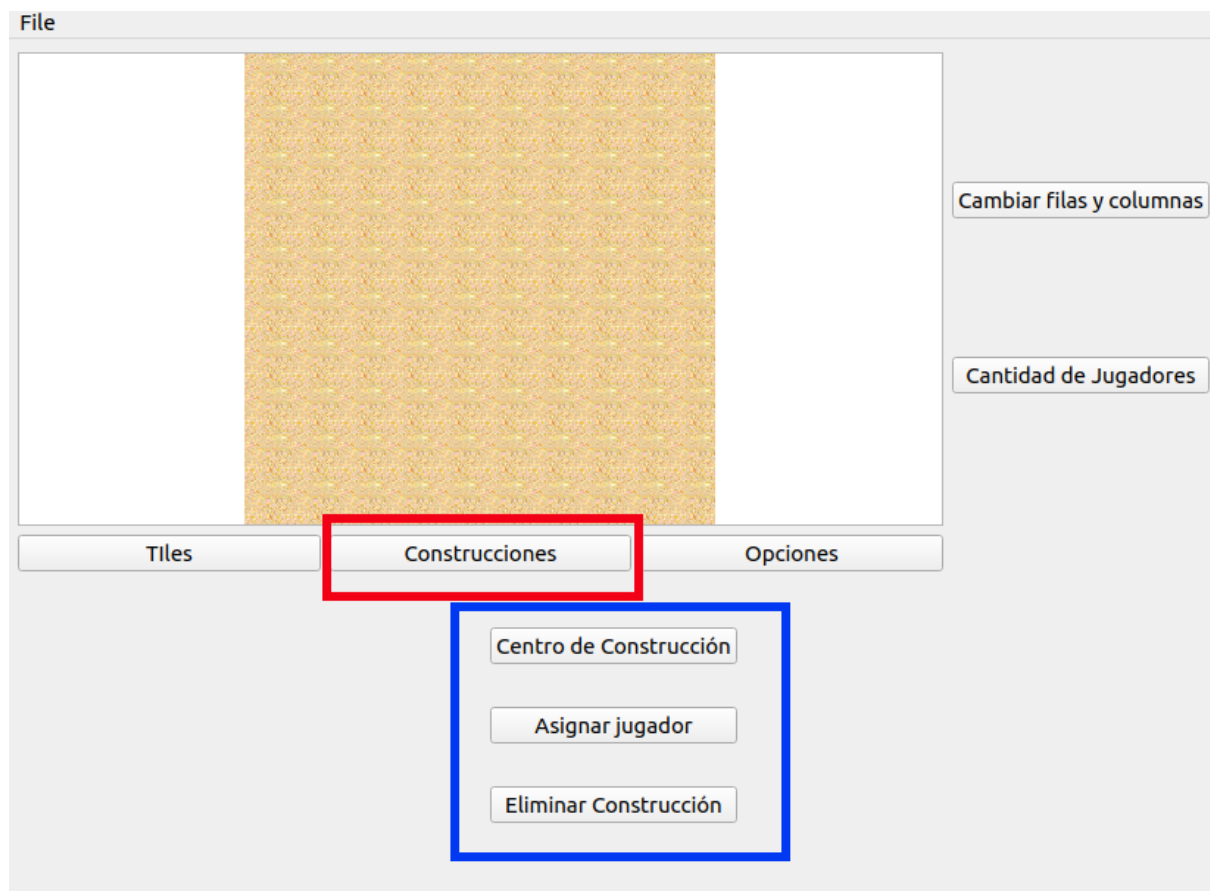 File
Cambiar filas y columnas
Cantidad de Jugadores
TIles
Construcciones
Opciones
Centro de Construcción
Asignar jugador
Eliminar Construcción